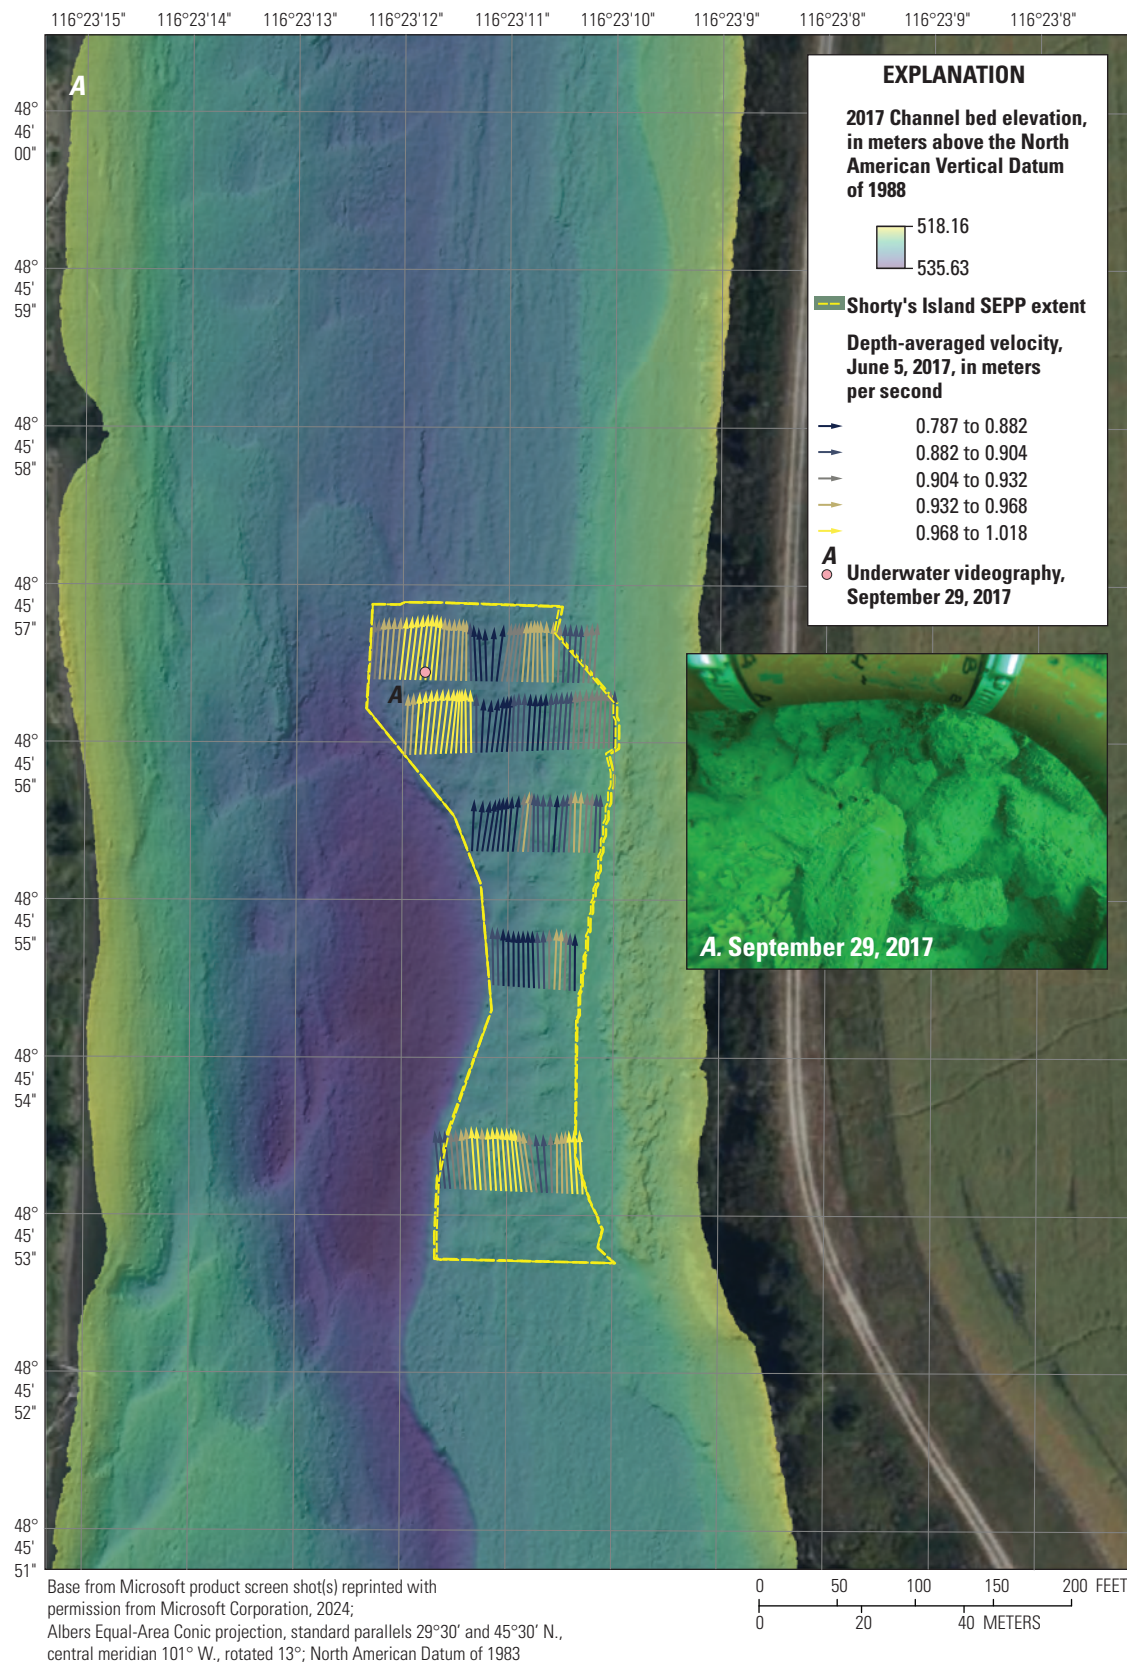 116°23'15" 116°23'14" 116°23'13" 116°23'12" 116°23'11" 116°23'10" 116°23'9" 116°23'8" 116°23'9" 116°23'8"
A
48°
46'
00"
48°
45'
59"
48°
45'
58"
48°
45'
57"
48°
45'
56"
48°
45'
55"
48°
45'
54"
48°
45'
53"
48°
45'
52"
48°
45'
51"
EXPLANATION
2017 Channel bed elevation,
in meters above the North
American Vertical Datum
of 1988
518.16
535.63
Shorty's Island SEPP extent
Depth-averaged velocity,
June 5, 2017, in meters
per second
0.787 to 0.882
0.882 to 0.904
0.904 to 0.932
0.932 to 0.968
0.968 to 1.018
A
Underwater videography,
September 29, 2017
A
A. September 29, 2017
Base from Microsoft product screen shot(s) reprinted with
permission from Microsoft Corporation, 2024;
Albers Equal-Area Conic projection, standard parallels 29°30' and 45°30' N.,
central meridian 101° W., rotated 13°; North American Datum of 1983
0 50 100 150 200 FEET
0 20 40 METERS